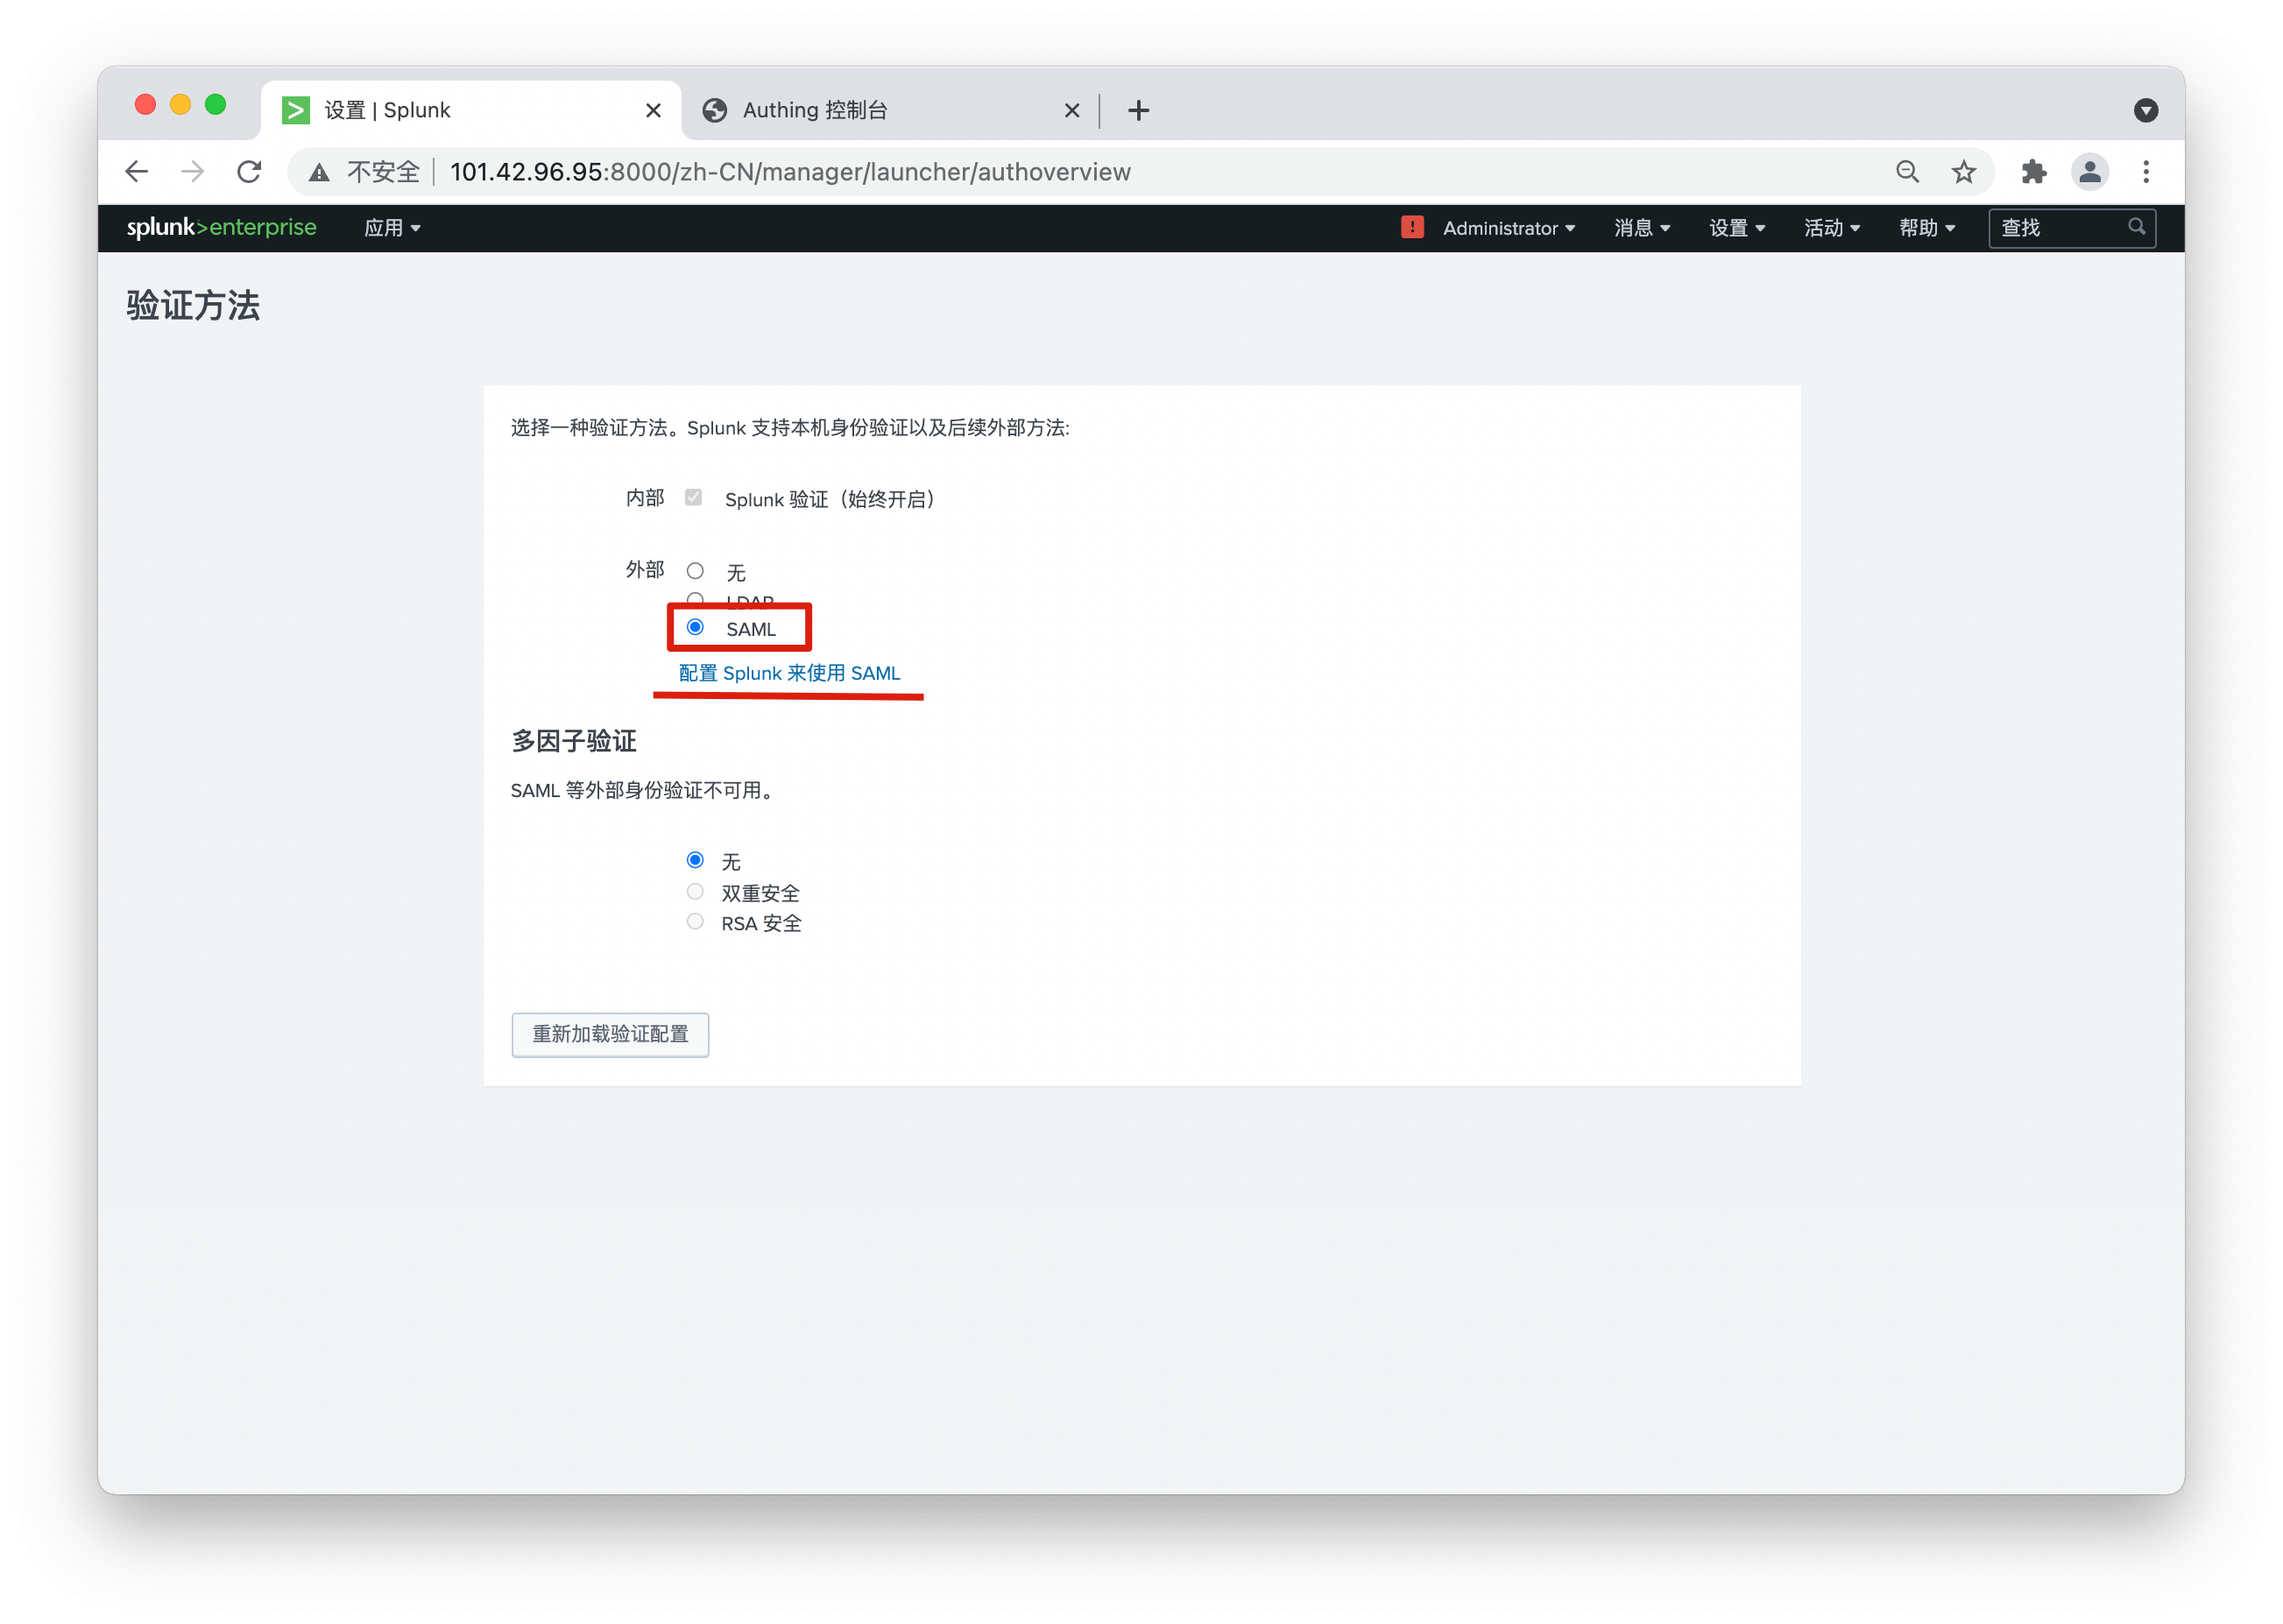 设置 | Splunk
Authing 控制台
不安全
101.42.96.95:8000/zh-CN/manager/launcher/authoverview
splunk>enterprise
应用
Administrator
消息
设置
活动
帮助
查找
验证方法
选择一种验证方法。Splunk 支持本机身份验证以及后续外部方法:
内部
Splunk 验证（始终开启）
外部
无
LDAP
SAML
配置 Splunk 来使用 SAML
多因子验证
SAML 等外部身份验证不可用。
无
双重安全
RSA 安全
重新加载验证配置